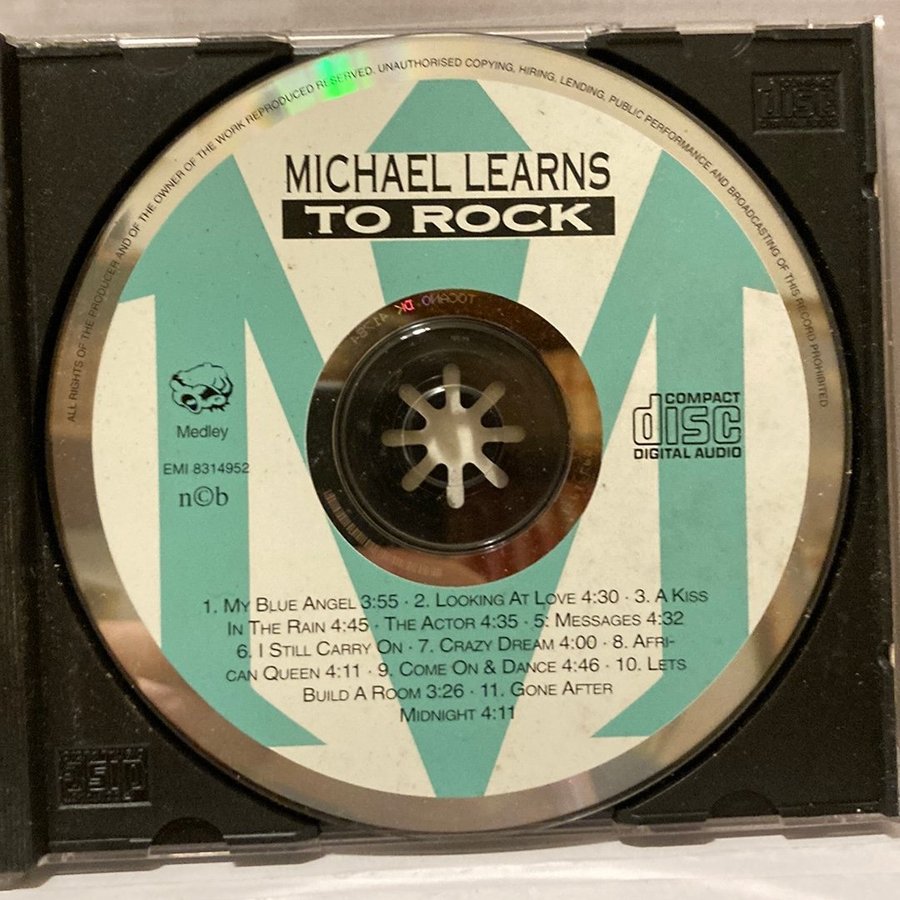 ALL RIGHTS OF THE PRODUCER AND OF THE OWNER OF THE WORK REPRODUCED RESERVED. UNAUTHORISED COPYING, HIRING, LENDING, PUBLIC PERFORMANCE AND BROADCASTING OF THIS RECORD PROHIBITED
MICHAEL LEARNS
TO ROCK
Medley
EMI 8314952
n©b
COMPACT
disc
DIGITAL AUDIO
1. MY BLUE ANGEL 3:55 · 2. LOOKING AT LOVE 4:30 · 3. A KISS
IN THE RAIN 4:45 · THE ACTOR 4:35 · 5: MESSAGES 4:32
6. I STILL CARRY ON · 7. CRAZY DREAM 4:00 · 8. AFRI-
CAN QUEEN 4:11 · 9. COME ON & DANCE 4:46 · 10. LETS
BUILD A ROOM 3:26 · 11. GONE AFTER
MIDNIGHT 4:11